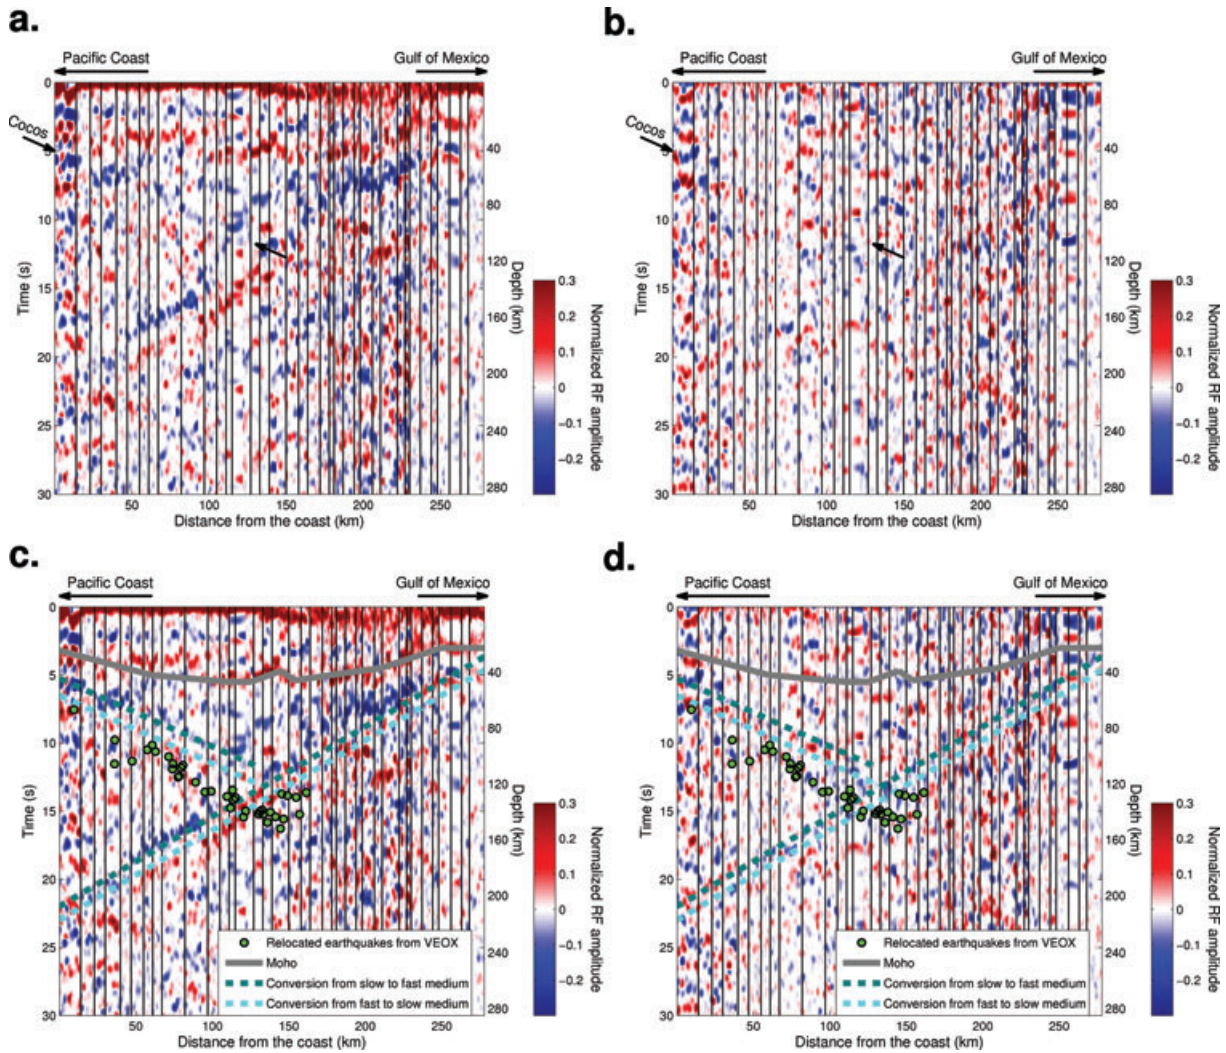 a.
Pacific Coast
Gulf of Mexico
Cocos
0
5
10
15
20
25
30
Time (s)
50
100
150
200
250
Distance from the coast (km)
40
80
120
160
200
240
280
Depth (km)
0.3
0.2
0.1
0
−0.1
−0.2
Normalized RF amplitude
b.
Pacific Coast
Gulf of Mexico
Cocos
0
5
10
15
20
25
30
Time (s)
50
100
150
200
250
Distance from the coast (km)
40
80
120
160
200
240
280
Depth (km)
0.3
0.2
0.1
0
−0.1
−0.2
Normalized RF amplitude
c.
Pacific Coast
Gulf of Mexico
0
5
10
15
20
25
30
Time (s)
50
100
150
200
250
Distance from the coast (km)
40
80
120
160
200
240
280
Depth (km)
Relocated earthquakes from VEOX
Moho
Conversion from slow to fast medium
Conversion from fast to slow medium
0.3
0.2
0.1
0
−0.1
−0.2
Normalized RF amplitude
d.
Pacific Coast
Gulf of Mexico
0
5
10
15
20
25
30
Time (s)
50
100
150
200
250
Distance from the coast (km)
40
80
120
160
200
240
280
Depth (km)
Relocated earthquakes from VEOX
Moho
Conversion from slow to fast medium
Conversion from fast to slow medium
0.3
0.2
0.1
0
−0.1
−0.2
Normalized RF amplitude